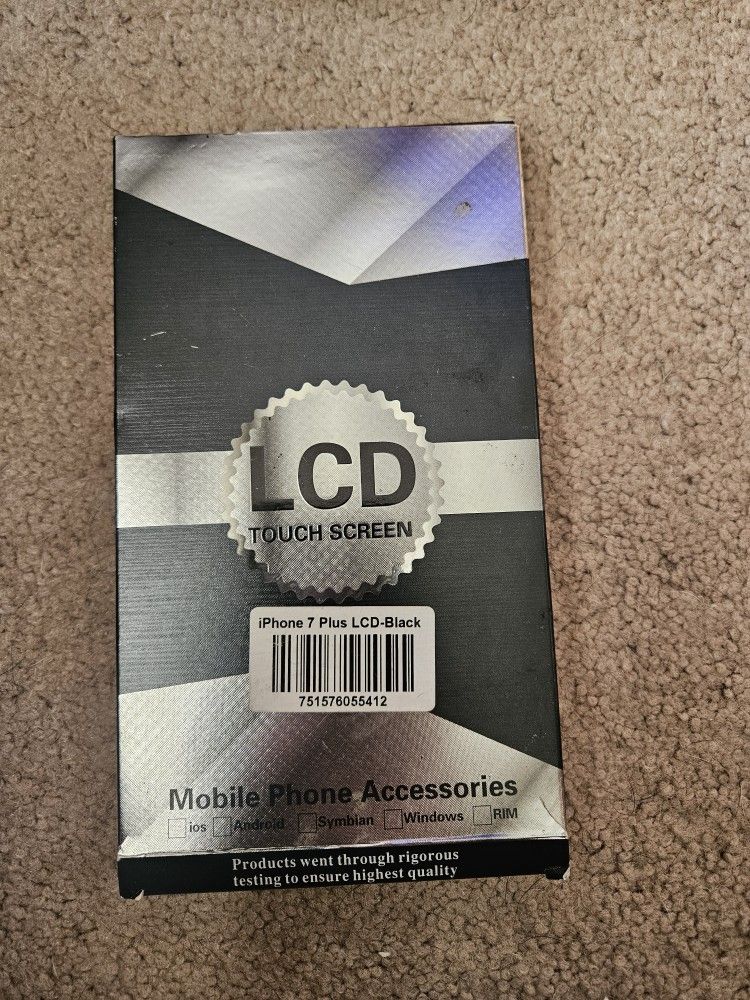 LCD
TOUCH SCREEN
iPhone 7 Plus LCD-Black
751576055412
Mobile Phone Accessories
ios Android Symbian Windows RIM
Products went through rigorous
testing to ensure highest quality